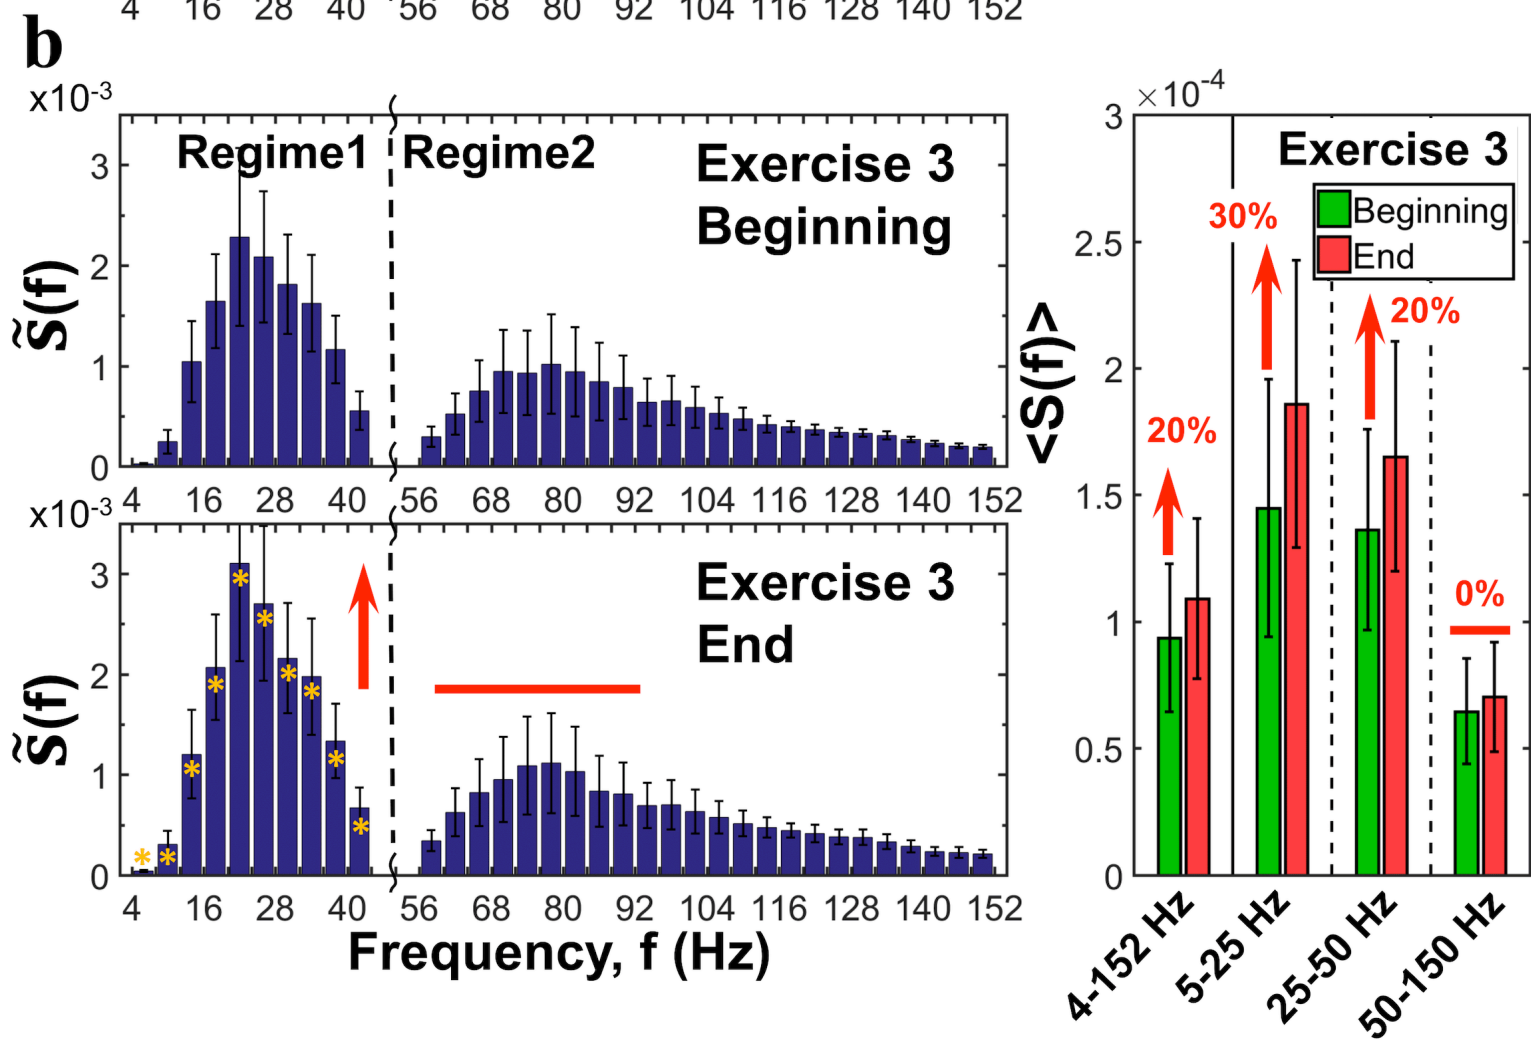 4 16 28 40 56 68 80 92 104 116 128 140 152
b
x10-3
Regime1 Regime2
Exercise 3
Beginning
S̃(f)
3
2
1
0
4 16 28 40 56 68 80 92 104 116 128 140 152
x10-3
Exercise 3
End
S̃(f)
3
2
1
0
4 16 28 40 56 68 80 92 104 116 128 140 152
Frequency, f (Hz)
×10-4
Exercise 3
Beginning
End
<S(f)>
3
2.5
2
1.5
1
0.5
0
20%
30%
20%
0%
4-152 Hz
5-25 Hz
25-50 Hz
50-150 Hz